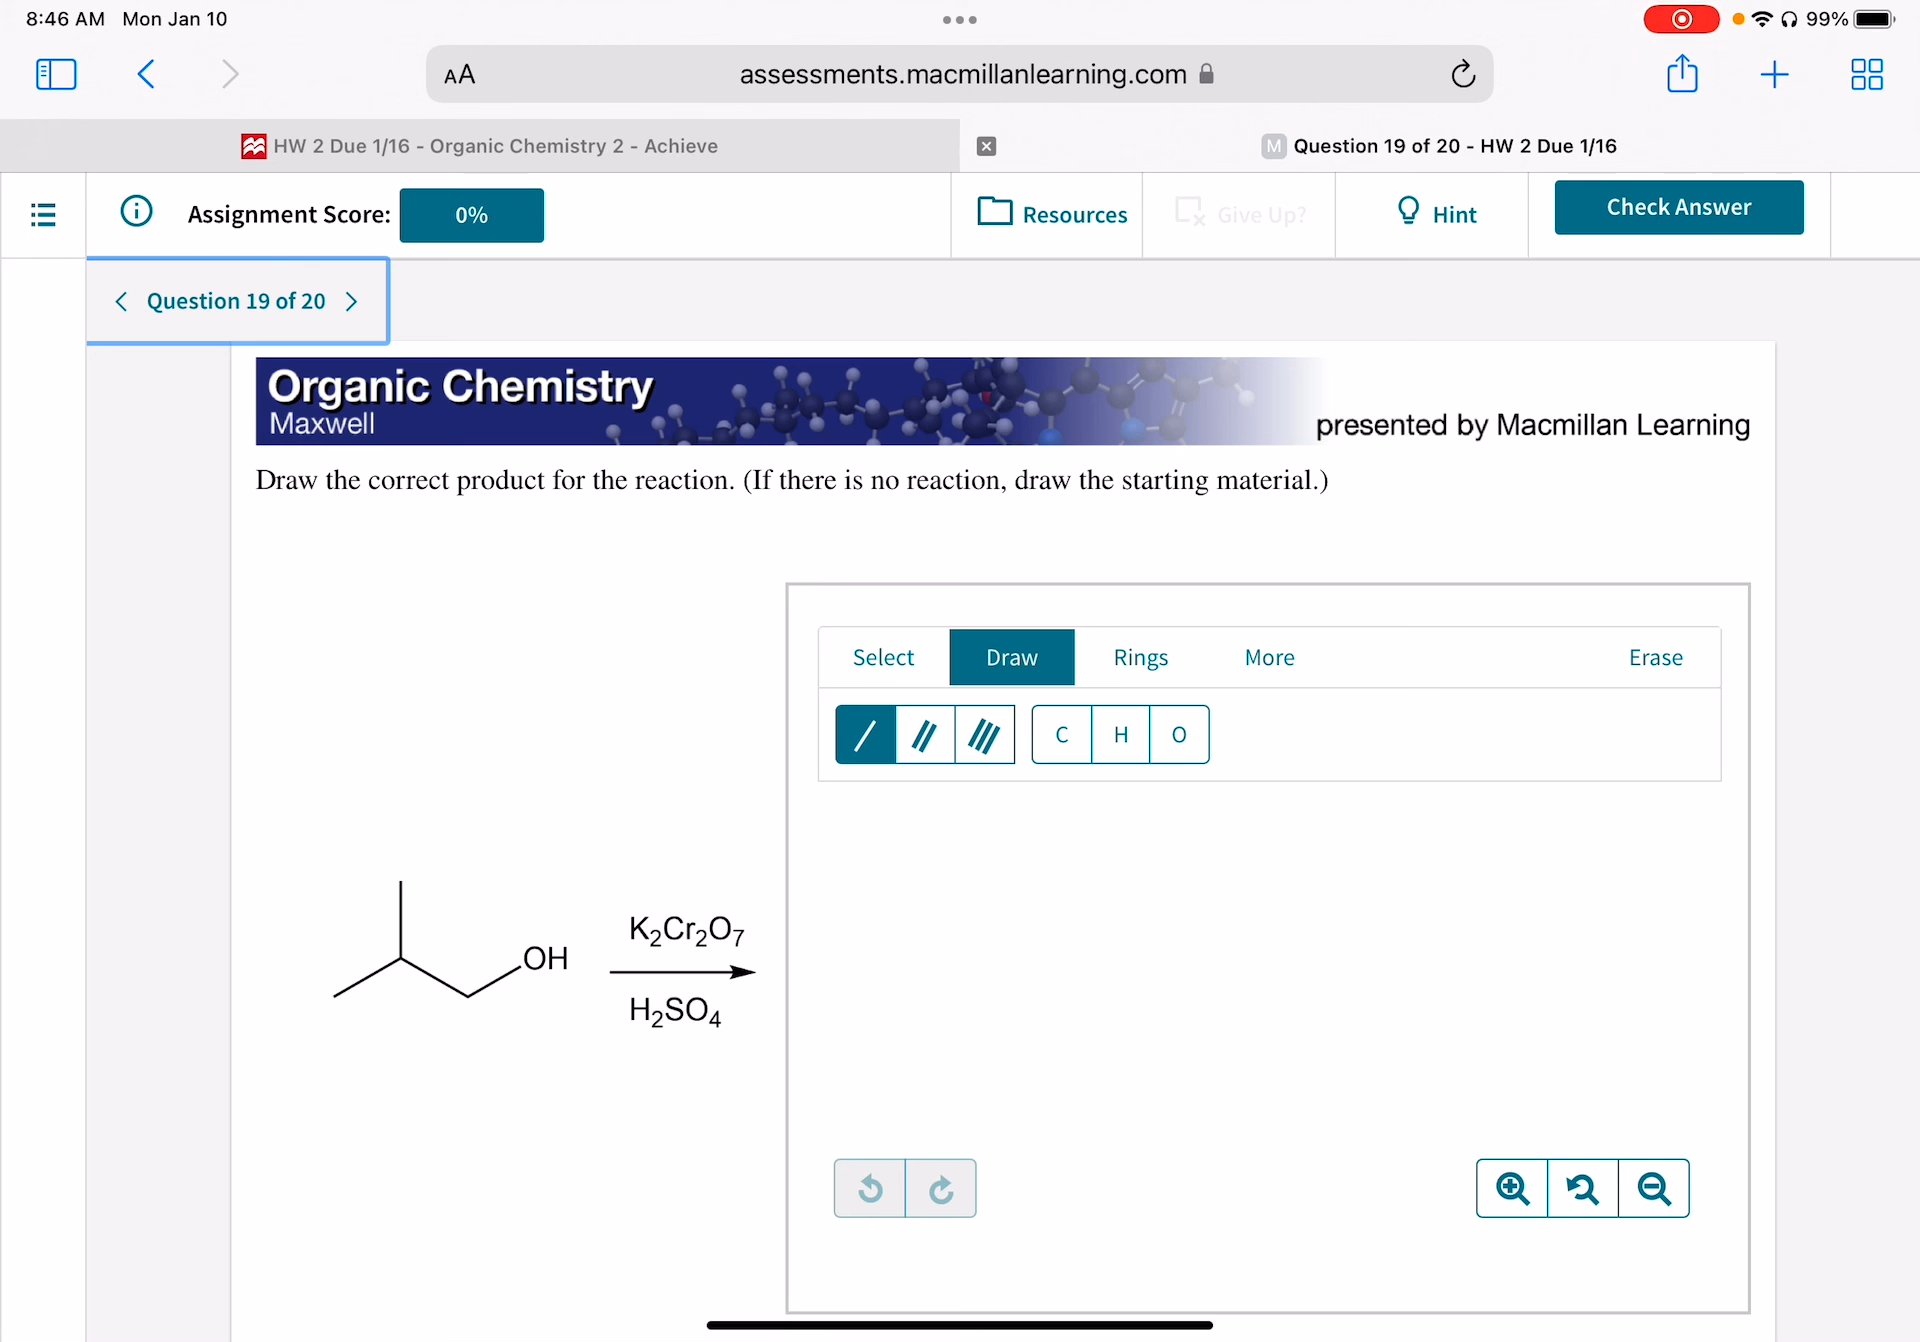 8:46 AM Mon Jan 10
99%
AA
assessments.macmillanlearning.com
HW 2 Due 1/16 - Organic Chemistry 2 - Achieve
M Question 19 of 20 - HW 2 Due 1/16
Assignment Score: 0%
Resources
Give Up?
Hint
Check Answer
Question 19 of 20
Organic Chemistry
Maxwell
presented by Macmillan Learning
Draw the correct product for the reaction. (If there is no reaction, draw the starting material.)
Select Draw Rings More Erase
C H O
OH
K₂Cr₂O₇
H₂SO₄